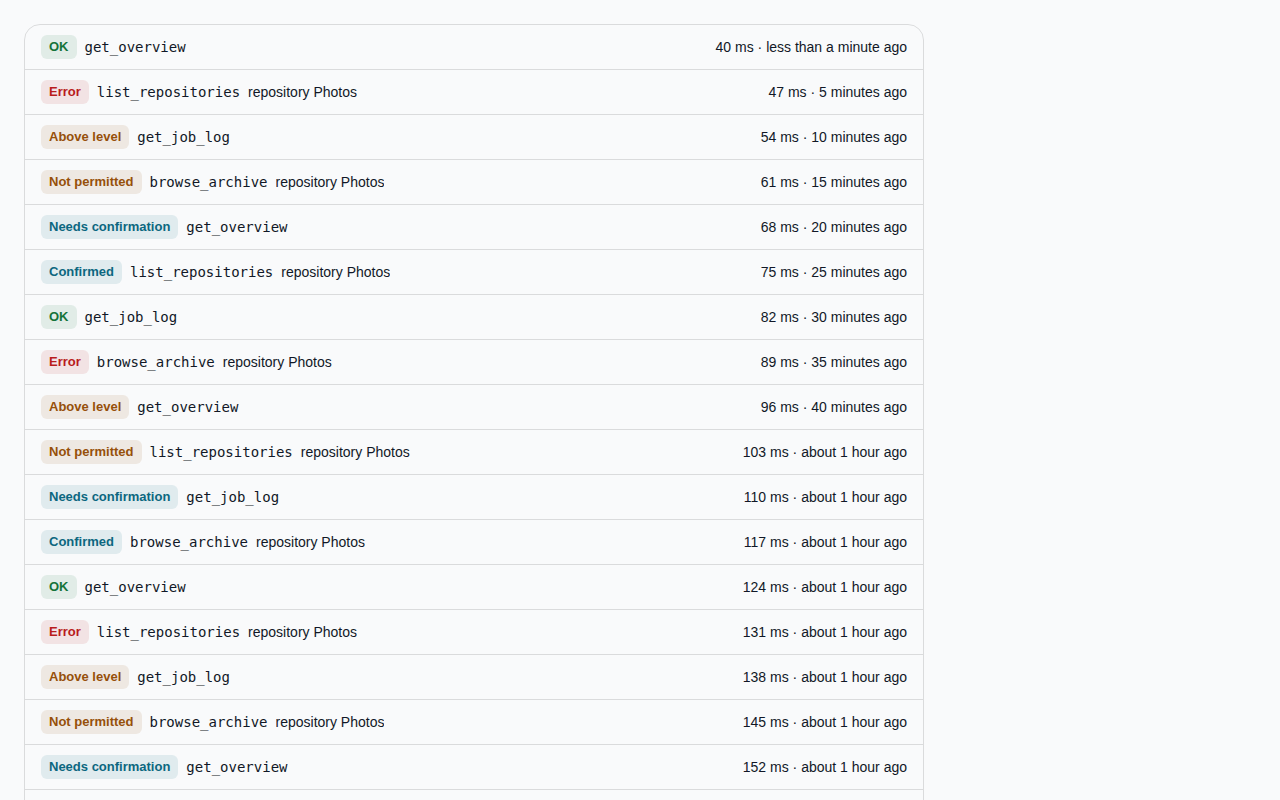 OK get_overview 40 ms · less than a minute ago
Error list_repositories repository Photos 47 ms · 5 minutes ago
Above level get_job_log 54 ms · 10 minutes ago
Not permitted browse_archive repository Photos 61 ms · 15 minutes ago
Needs confirmation get_overview 68 ms · 20 minutes ago
Confirmed list_repositories repository Photos 75 ms · 25 minutes ago
OK get_job_log 82 ms · 30 minutes ago
Error browse_archive repository Photos 89 ms · 35 minutes ago
Above level get_overview 96 ms · 40 minutes ago
Not permitted list_repositories repository Photos 103 ms · about 1 hour ago
Needs confirmation get_job_log 110 ms · about 1 hour ago
Confirmed browse_archive repository Photos 117 ms · about 1 hour ago
OK get_overview 124 ms · about 1 hour ago
Error list_repositories repository Photos 131 ms · about 1 hour ago
Above level get_job_log 138 ms · about 1 hour ago
Not permitted browse_archive repository Photos 145 ms · about 1 hour ago
Needs confirmation get_overview 152 ms · about 1 hour ago